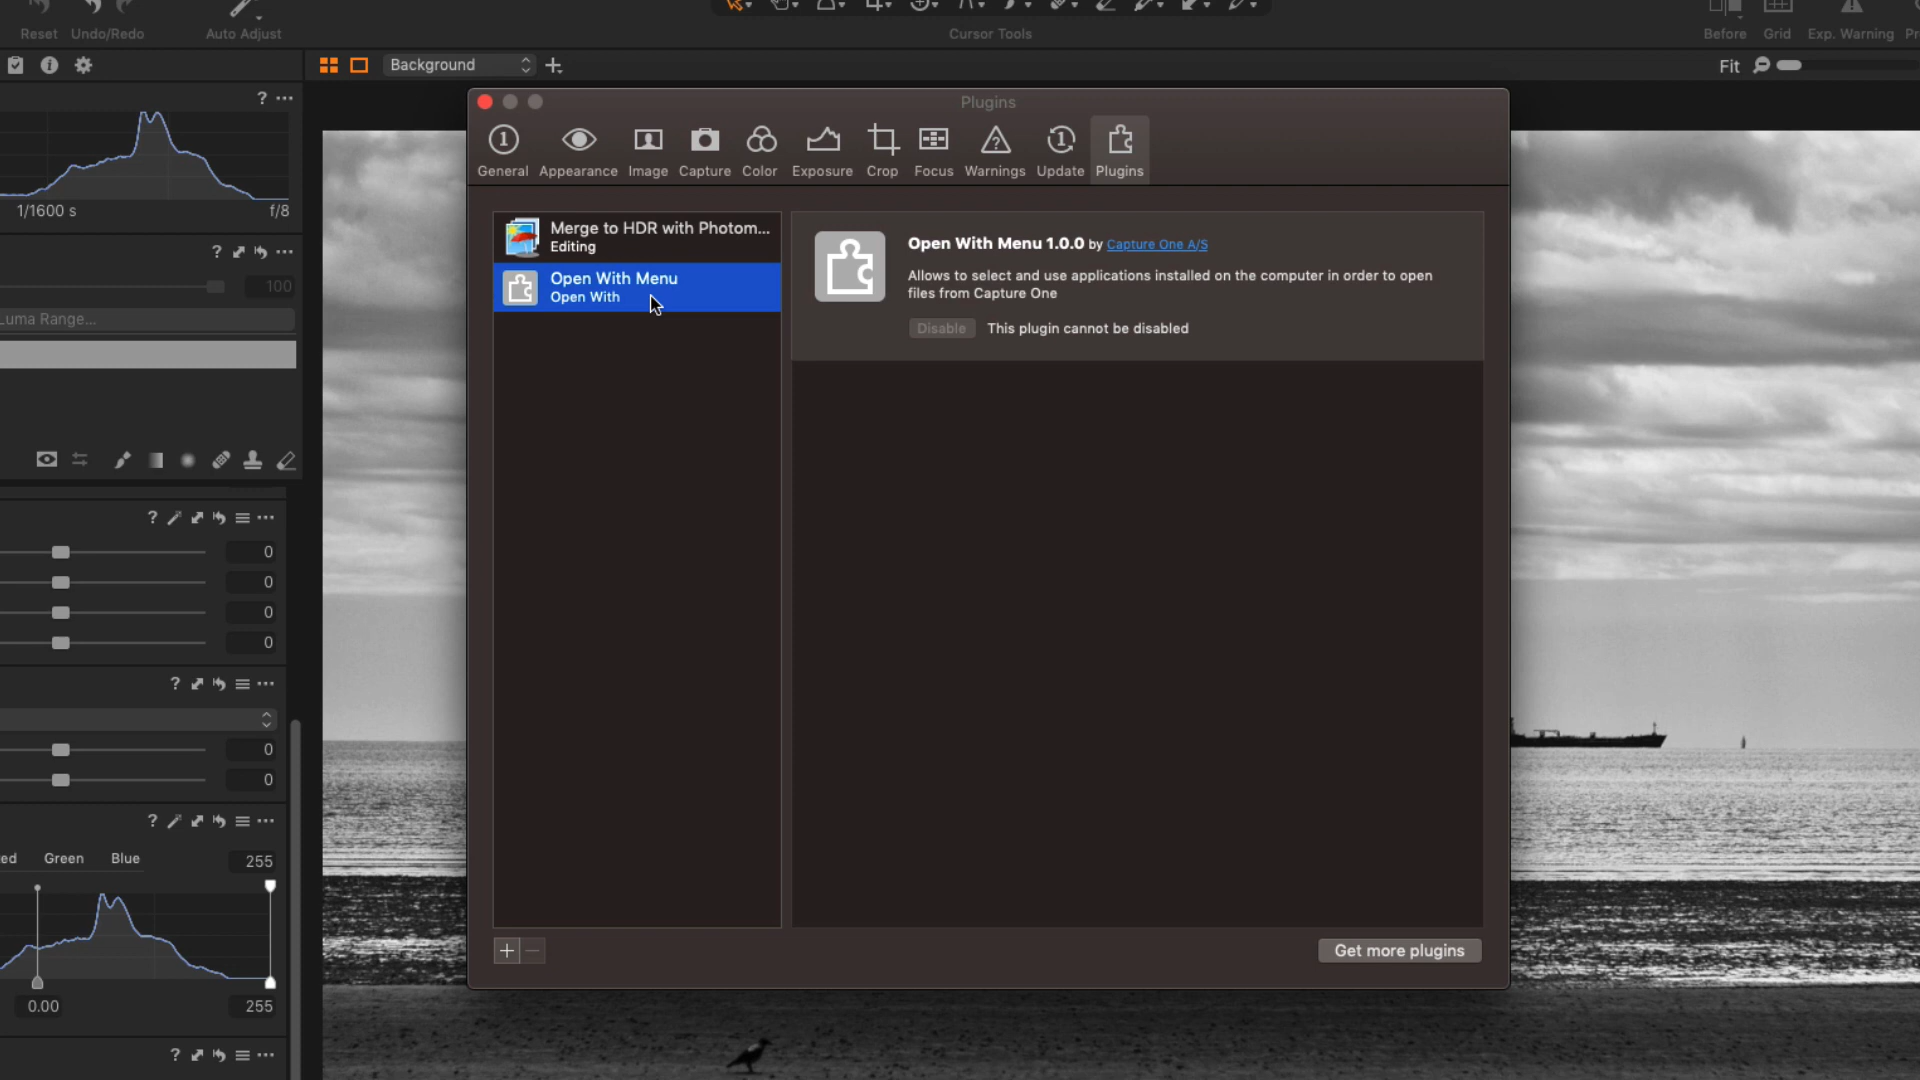 Reset Undo/Redo Auto Adjust Cursor Tools Before Grid Exp. Warning
Background Fit
Plugins
General Appearance Image Capture Color Exposure Crop Focus Warnings Update Plugins
1/1600 s f/8
Merge to HDR with Photom...
Editing
Open With Menu
Open With
Open With Menu 1.0.0 by Capture One A/S
Allows to select and use applications installed on the computer in order to open
files from Capture One
Disable This plugin cannot be disabled
100
Luma Range...
0
0
0
0
0
0
Green Blue 255
0.00 255
Get more plugins